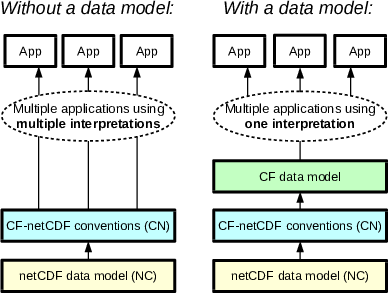 Without a data model:
App App App
Multiple applications using
multiple interpretations
CF-netCDF conventions (CN)
netCDF data model (NC)
With a data model:
App App App
Multiple applications using
one interpretation
CF data model
CF-netCDF conventions (CN)
netCDF data model (NC)